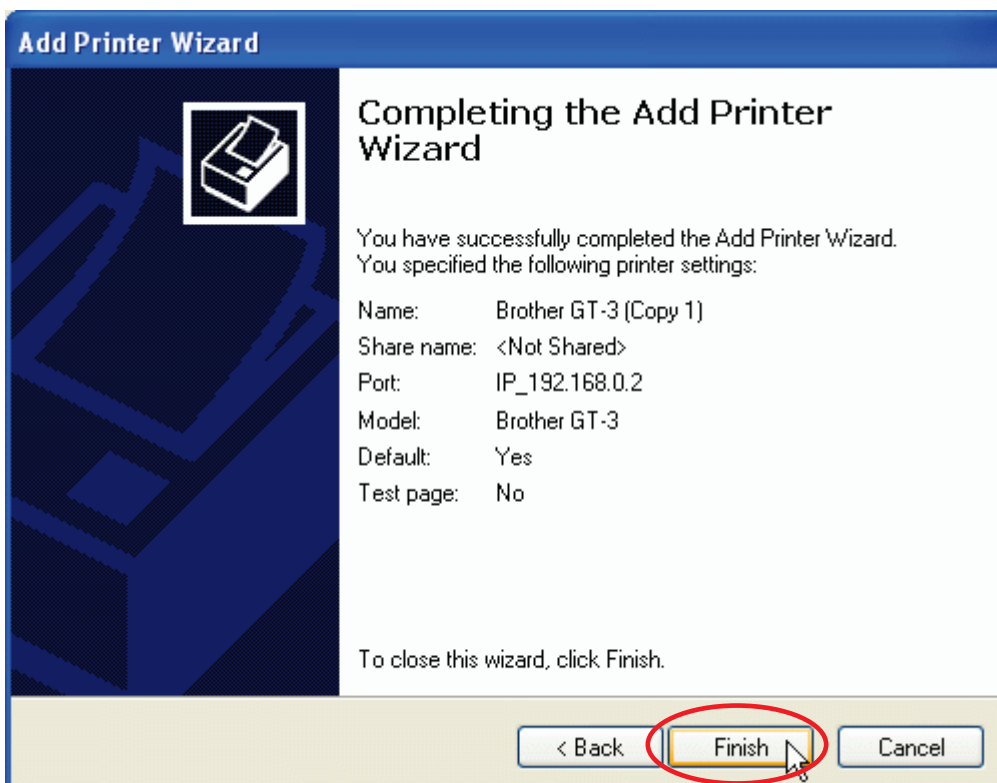 Add Printer Wizard
Completing the Add Printer
Wizard
You have successfully completed the Add Printer Wizard.
You specified the following printer settings:
Name: Brother GT-3 (Copy 1)
Share name: <Not Shared>
Port: IP_192.168.0.2
Model: Brother GT-3
Default: Yes
Test page: No
To close this wizard, click Finish.
< Back Finish Cancel